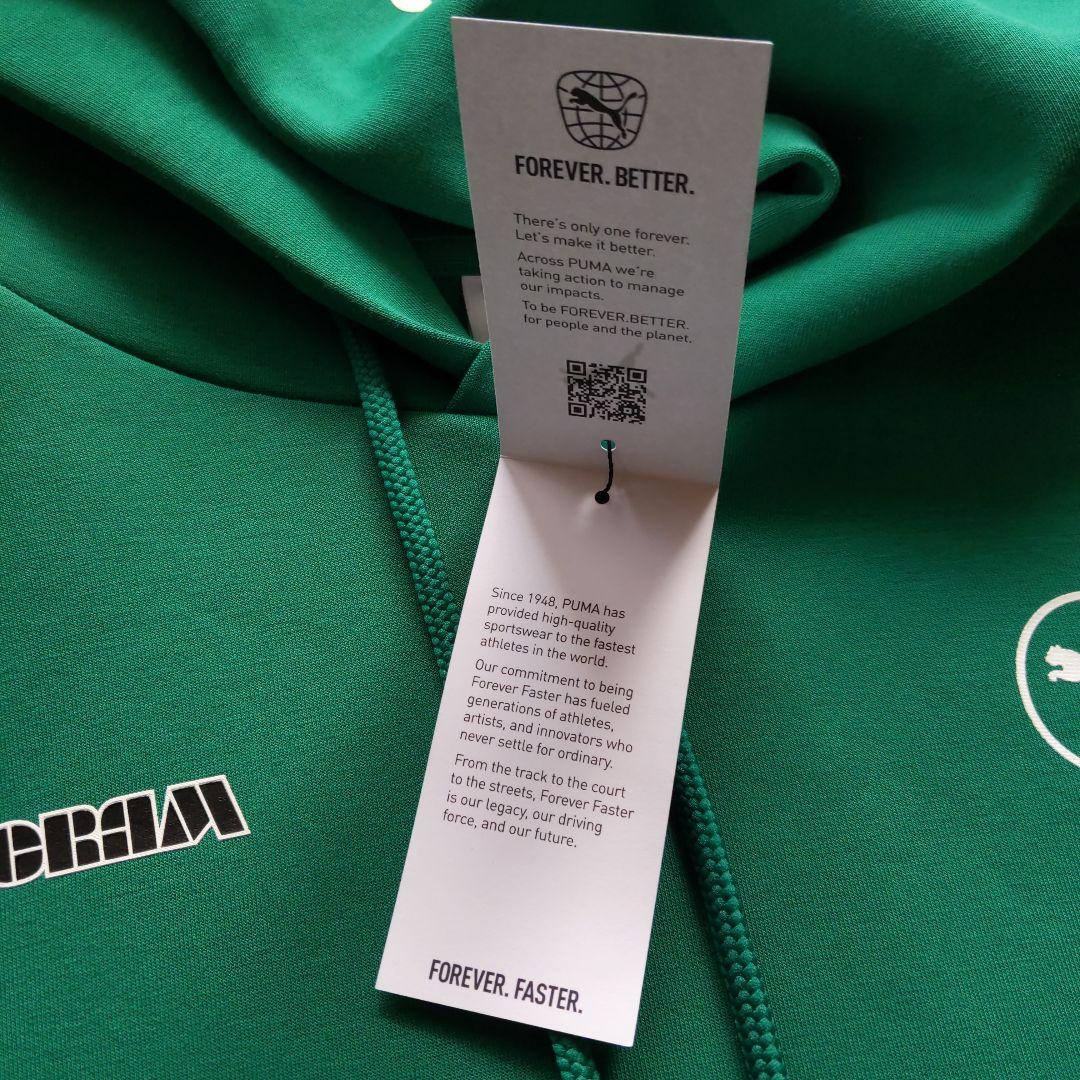 FOREVER. BETTER.
There's only one forever.
Let's make it better.
Across PUMA we're
taking action to manage
our impacts.
To be FOREVER.BETTER.
for people and the planet.
Since 1948, PUMA has
provided high-quality
sportswear to the fastest
athletes in the world.
Our commitment to being
Forever Faster has fueled
generations of athletes,
artists, and innovators who
never settle for ordinary.
From the track to the court
to the streets, Forever Faster
is our legacy, our driving
force, and our future.
FOREVER. FASTER.